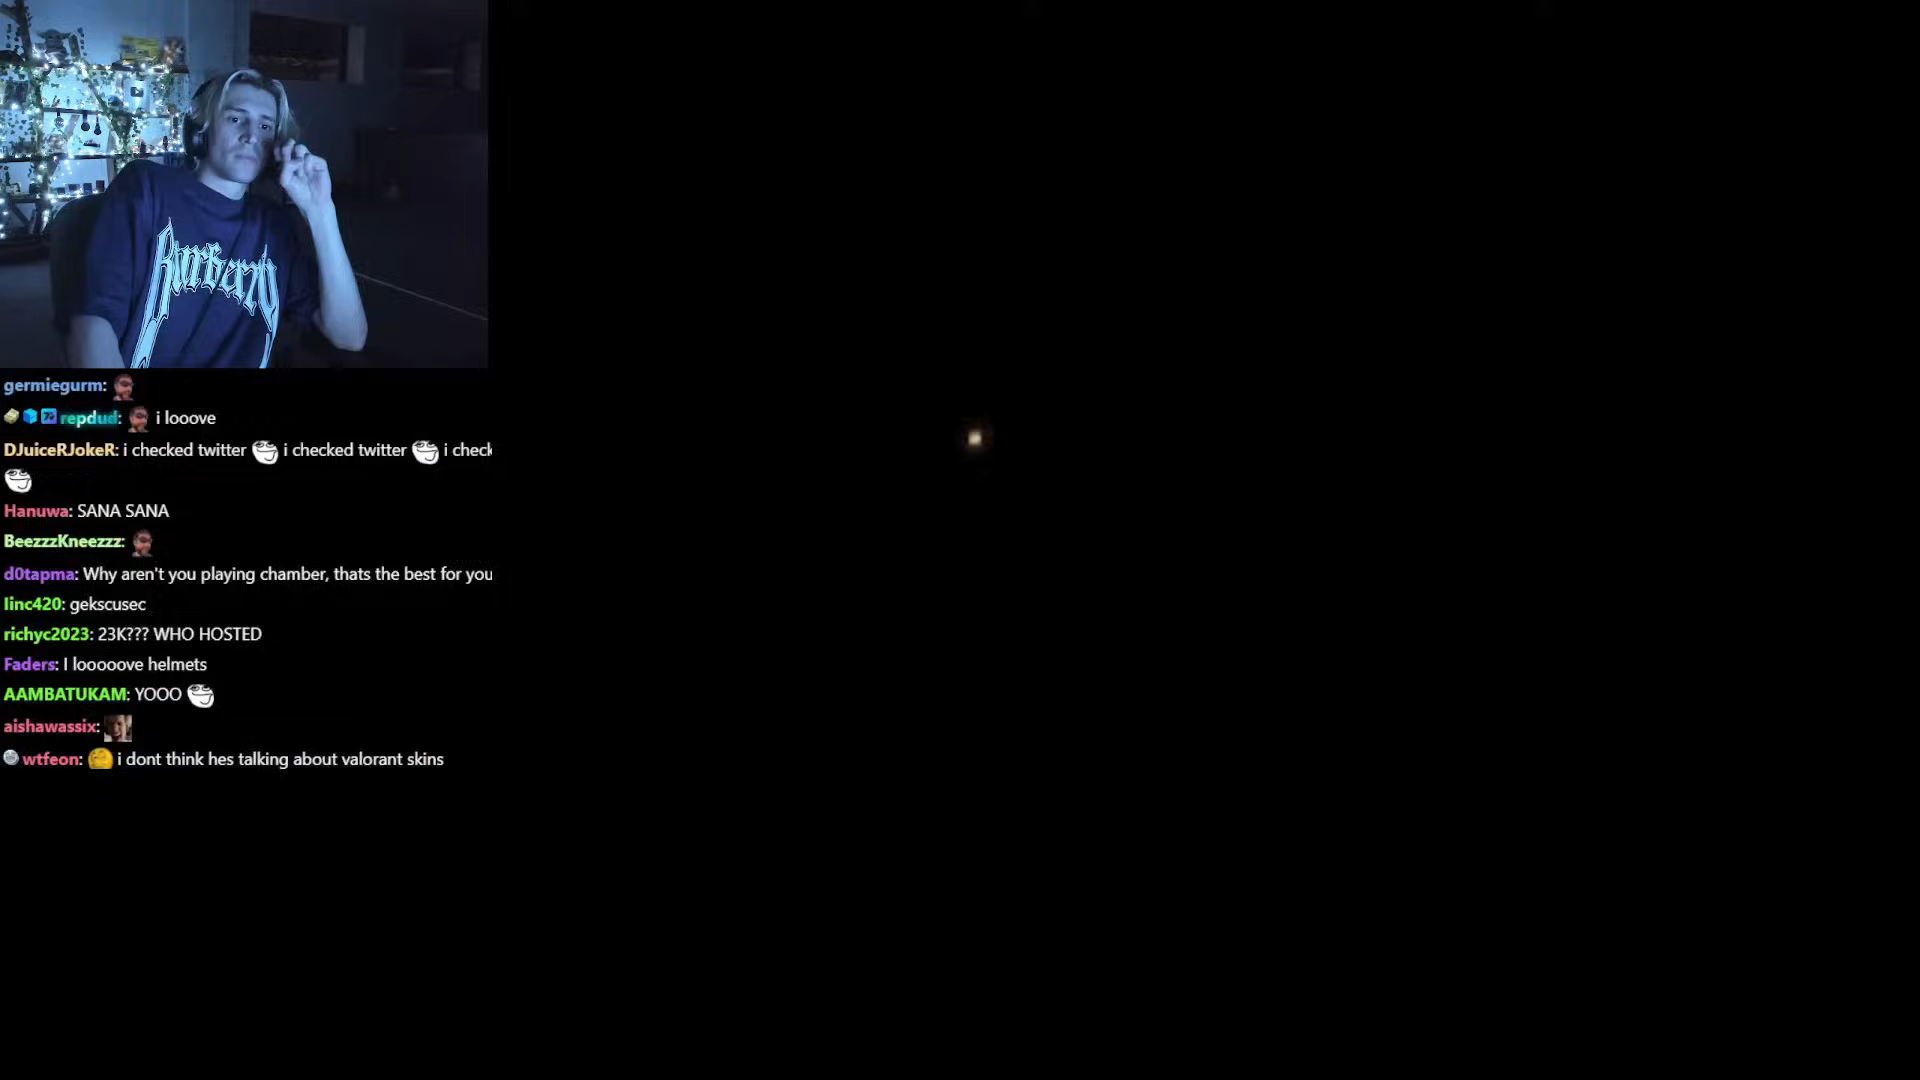 germiegurm:
repdud: i looove
DJuiceRJokeR: i checked twitter i checked twitter i check
Hanuwa: SANA SANA
BeezzzKneezzz:
d0tapma: Why aren't you playing chamber, thats the best for you
linc420: gekscusec
richyc2023: 23K??? WHO HOSTED
Faders: I looooove helmets
AAMBATUKAM: YOOO
aishawassix:
wtfeon: i dont think hes talking about valorant skins